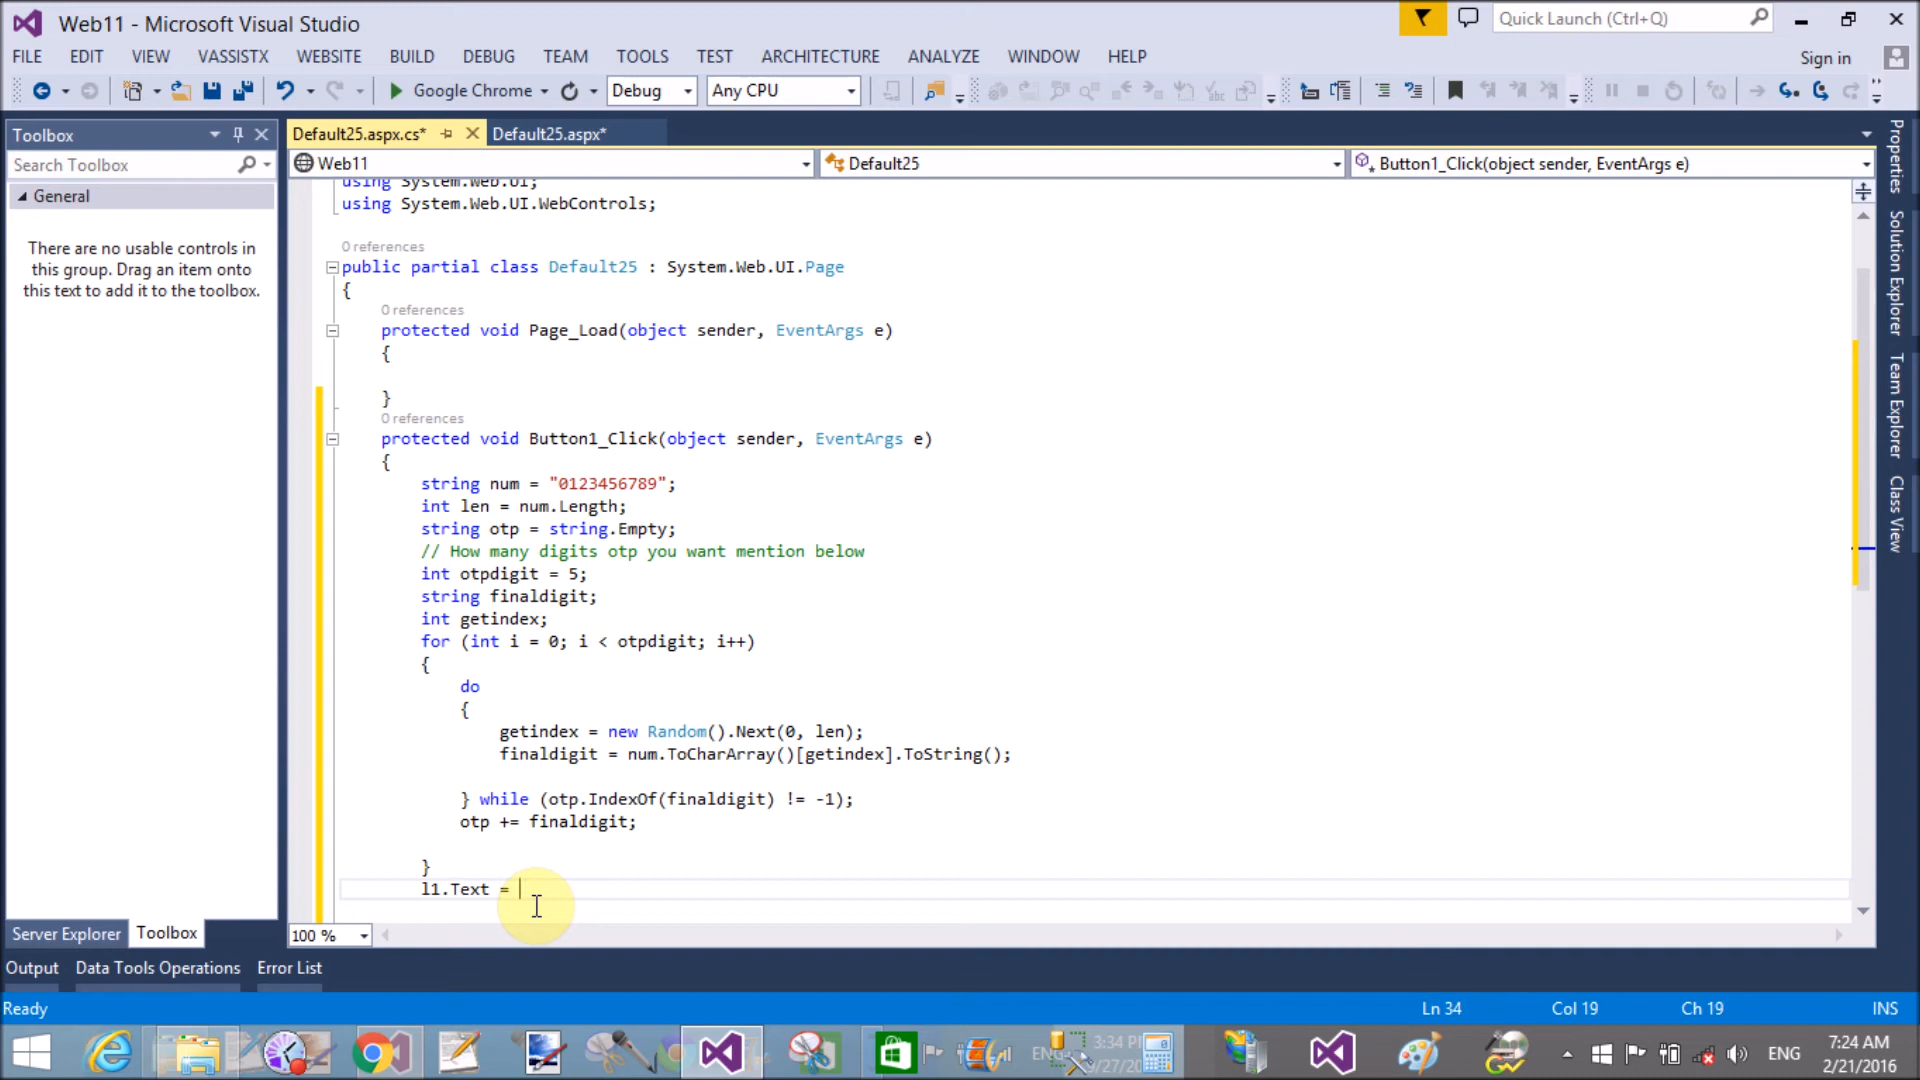 Web11 - Microsoft Visual Studio
Quick Launch (Ctrl+Q)
FILE EDIT VIEW VASSISTX WEBSITE BUILD DEBUG TEAM TOOLS TEST ARCHITECTURE ANALYZE WINDOW HELP
Sign in
Google Chrome Debug Any CPU
Toolbox
Default25.aspx.cs* Default25.aspx*
Search Toolbox
Web11 Default25 Button1_Click(object sender, EventArgs e)
General
There are no usable controls in
this group. Drag an item onto
this text to add it to the toolbox.
using System.Web.UI;
using System.Web.UI.WebControls;
0 references
public partial class Default25 : System.Web.UI.Page
{
0 references
protected void Page_Load(object sender, EventArgs e)
{
}
0 references
protected void Button1_Click(object sender, EventArgs e)
{
string num = "0123456789";
int len = num.Length;
string otp = string.Empty;
// How many digits otp you want mention below
int otpdigit = 5;
string finaldigit;
int getindex;
for (int i = 0; i < otpdigit; i++)
{
do
{
getindex = new Random().Next(0, len);
finaldigit = num.ToCharArray()[getindex].ToString();
} while (otp.IndexOf(finaldigit) != -1);
otp += finaldigit;
}
l1.Text =
100 %
Properties
Solution Explorer
Team Explorer
Class View
Server Explorer Toolbox
Output Data Tools Operations Error List
Ready Ln 34 Col 19 Ch 19 INS
ENG 7:24 AM
2/21/2016